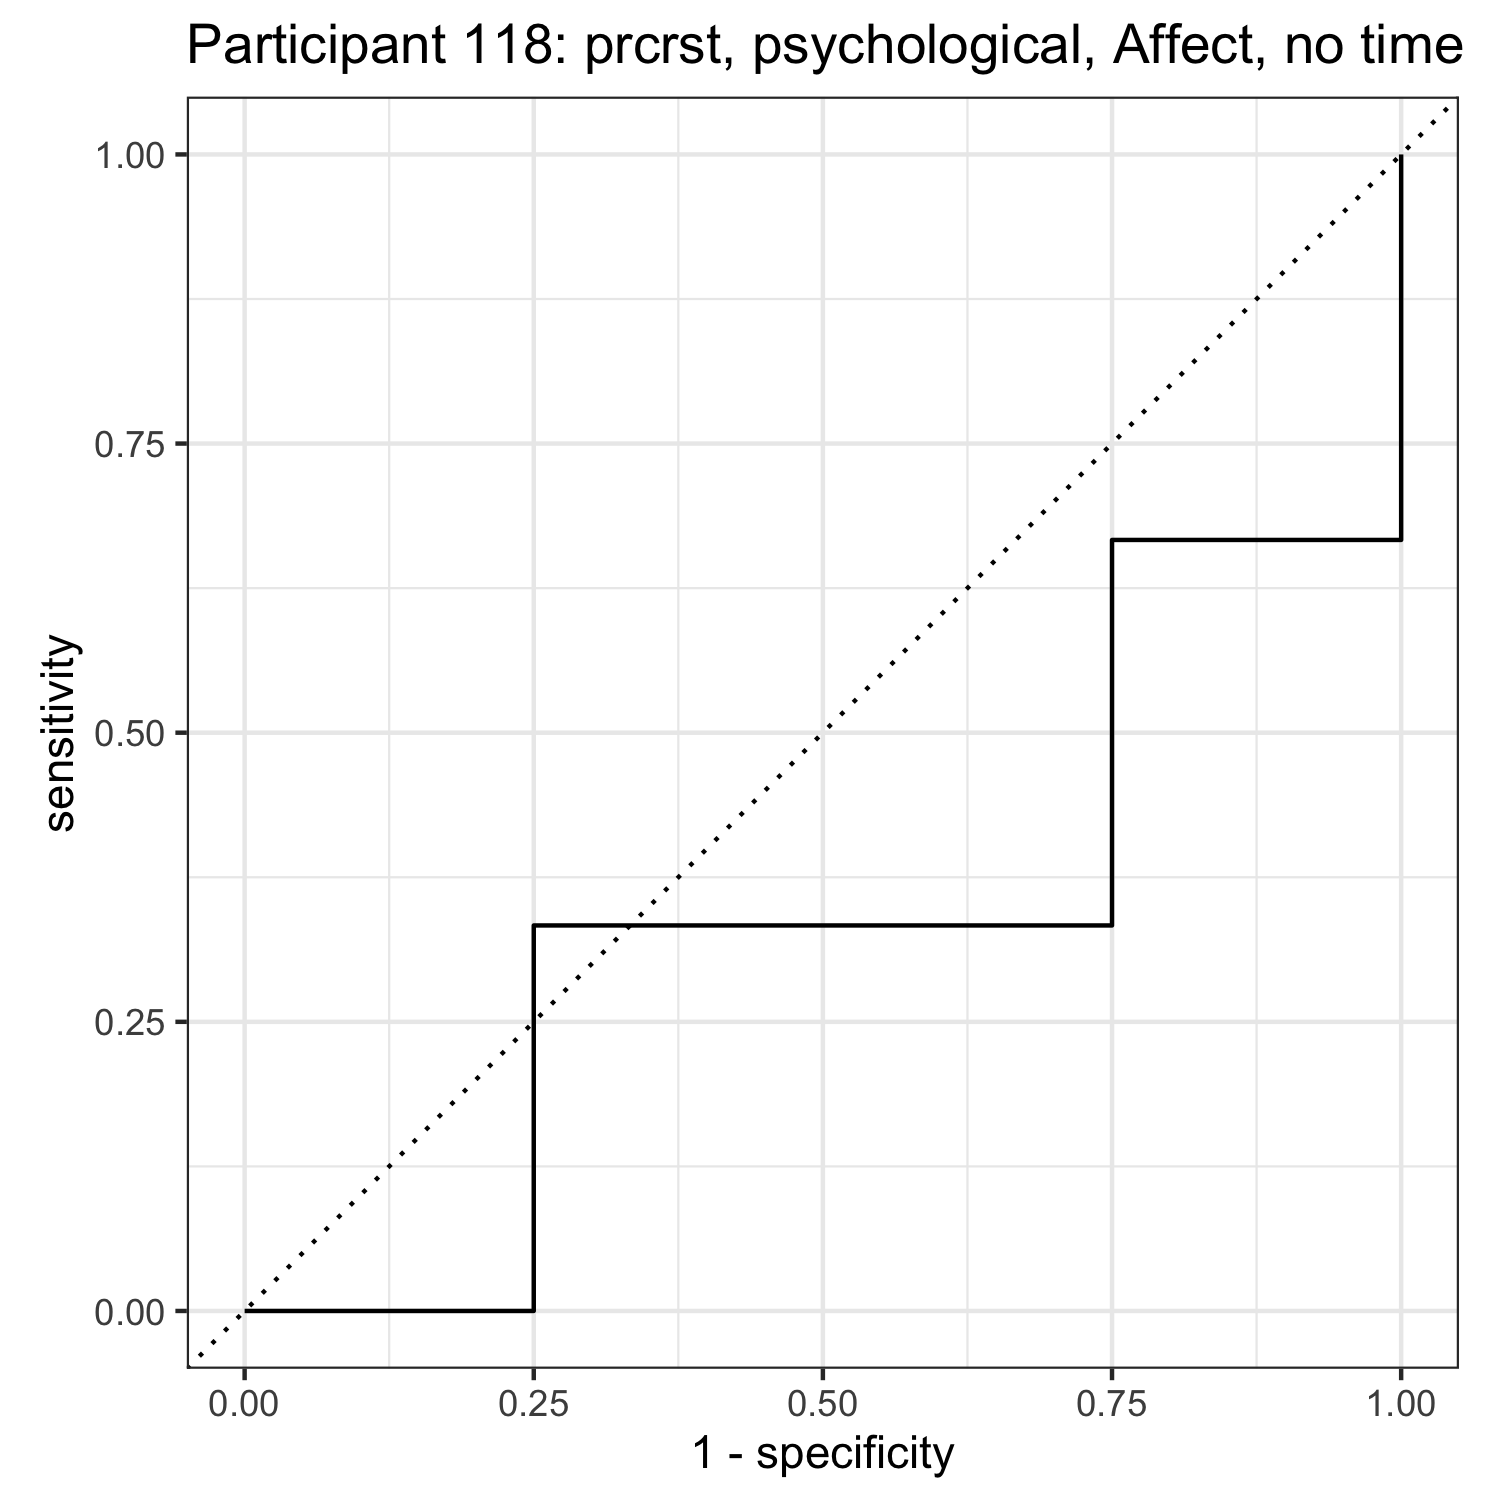 Participant 118: prcrst, psychological, Affect, no time
1.00
0.75
0.50
0.25
0.00
sensitivity
0.00 0.25 0.50 0.75 1.00
1 - specificity